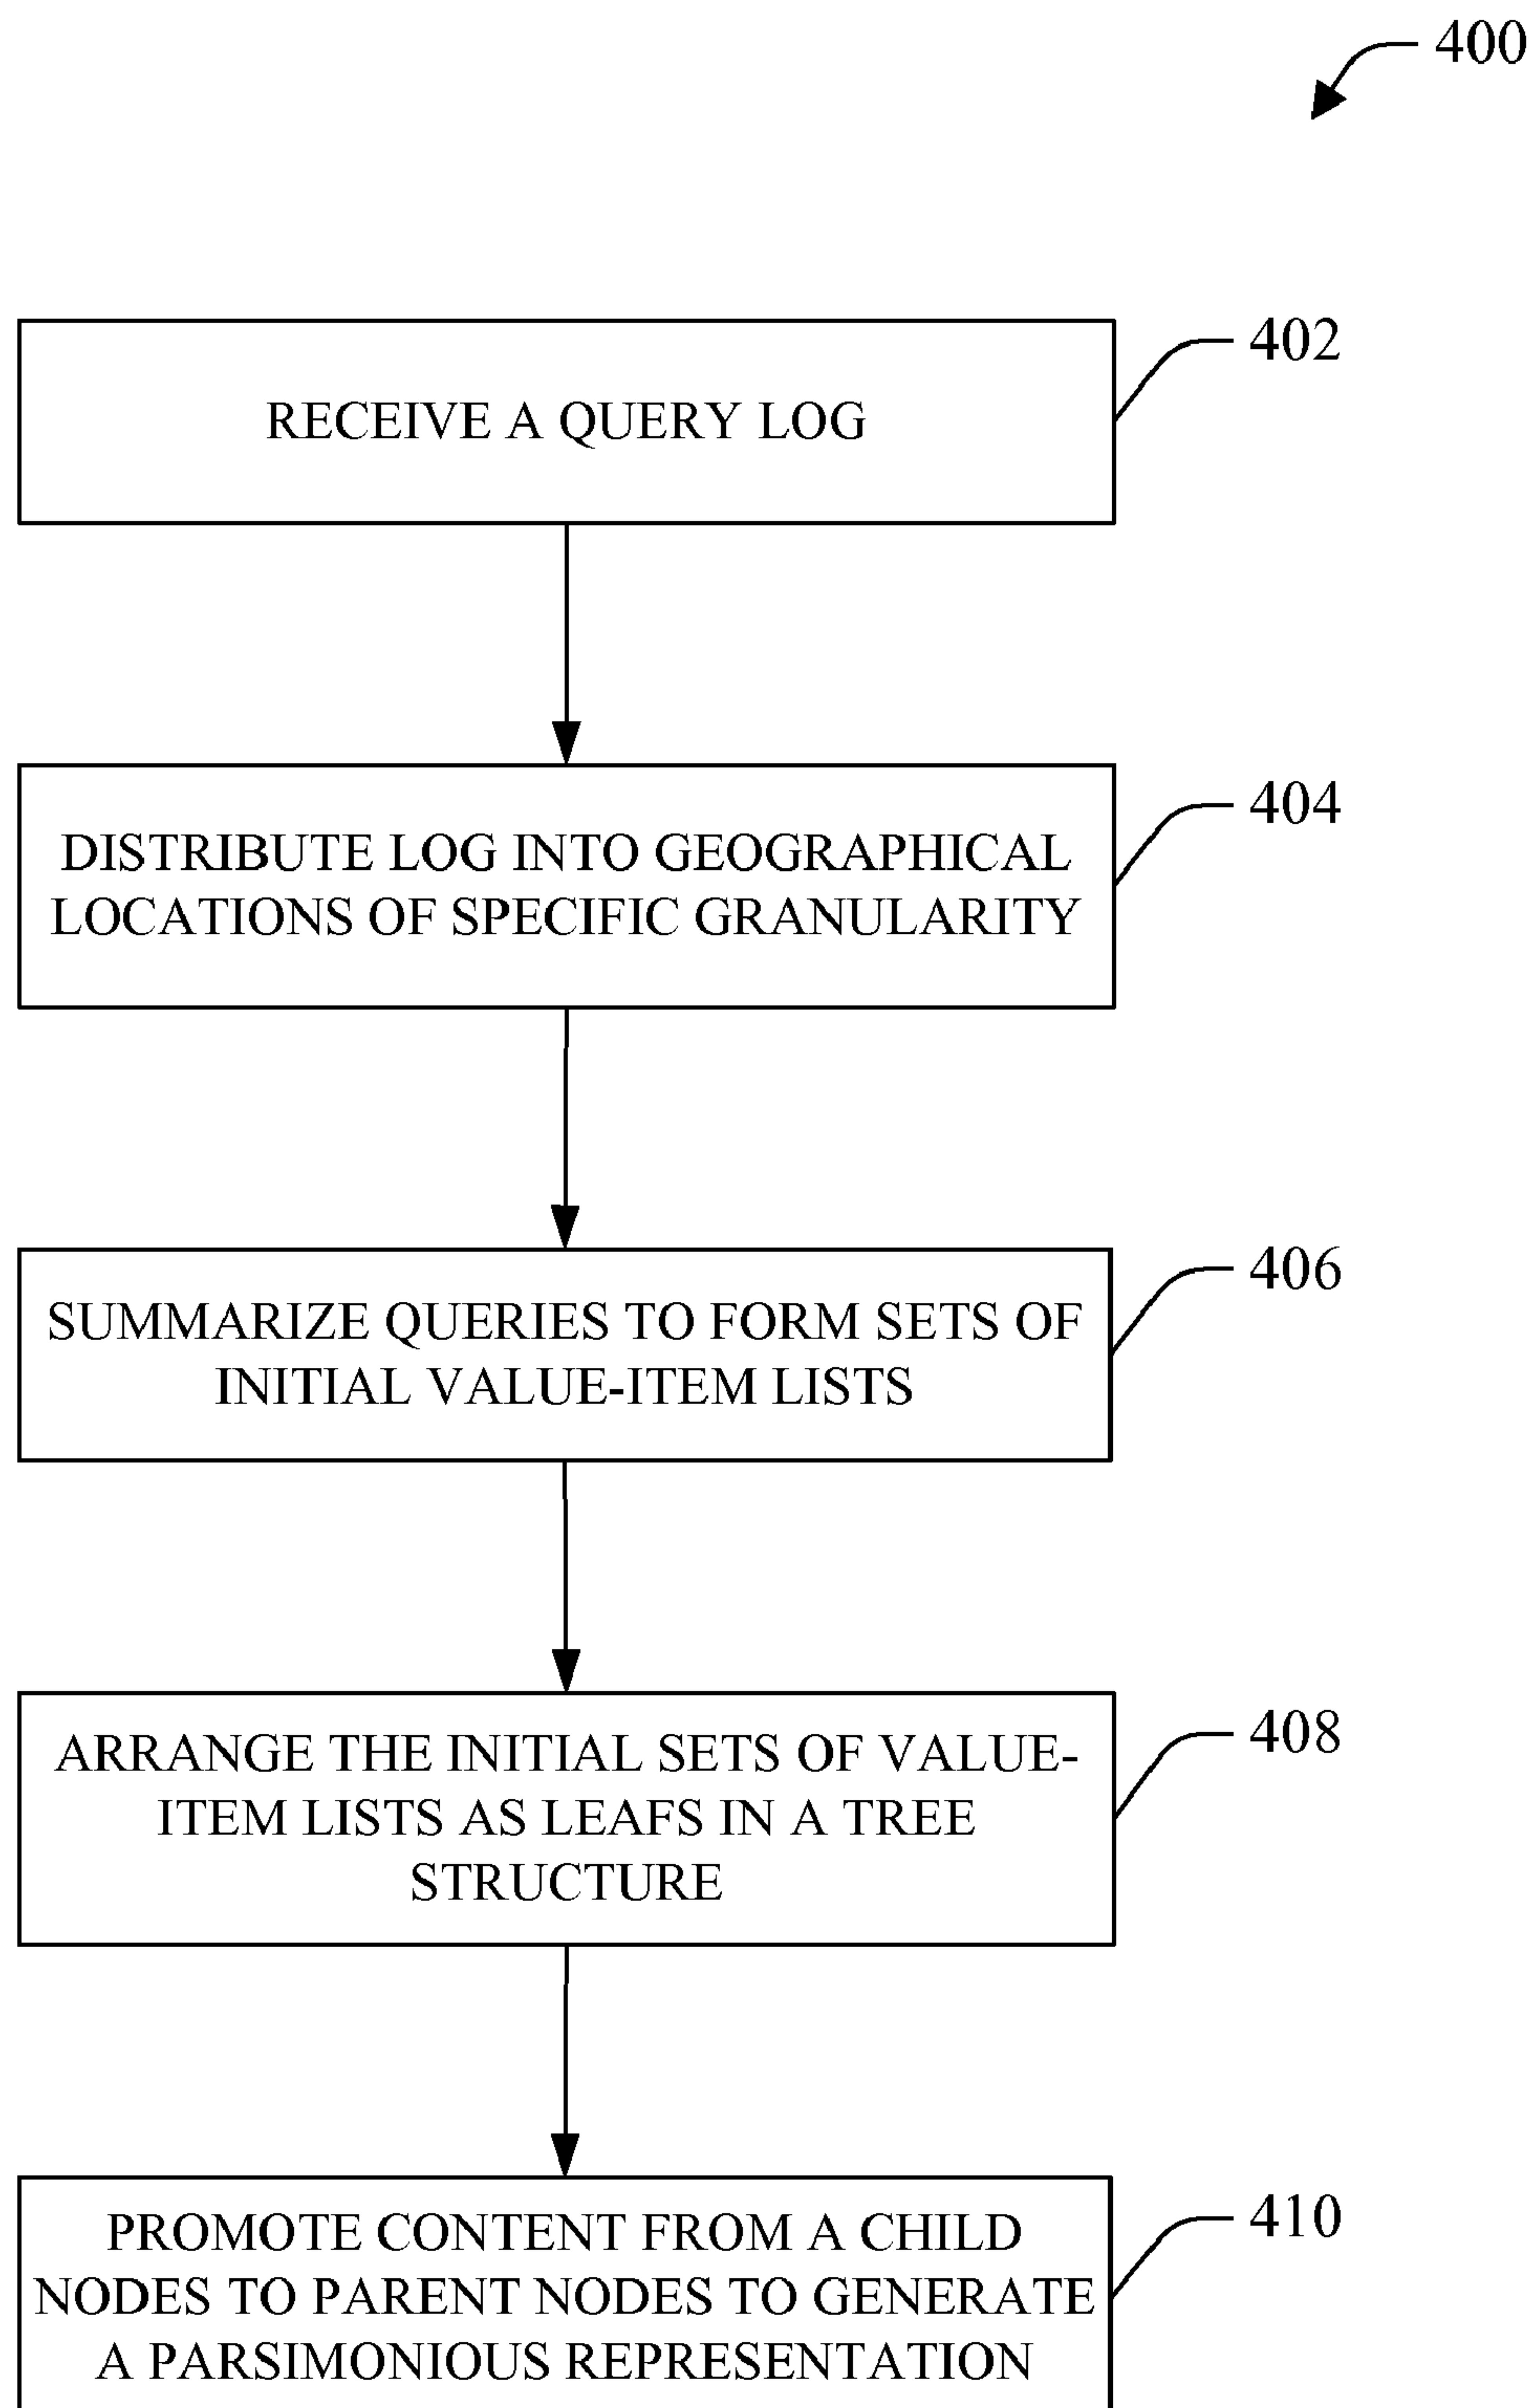 400
402
RECEIVE A QUERY LOG
404
DISTRIBUTE LOG INTO GEOGRAPHICAL
LOCATIONS OF SPECIFIC GRANULARITY
406
SUMMARIZE QUERIES TO FORM SETS OF
INITIAL VALUE-ITEM LISTS
408
ARRANGE THE INITIAL SETS OF VALUE-
ITEM LISTS AS LEAFS IN A TREE
STRUCTURE
410
PROMOTE CONTENT FROM A CHILD
NODES TO PARENT NODES TO GENERATE
A PARSIMONIOUS REPRESENTATION